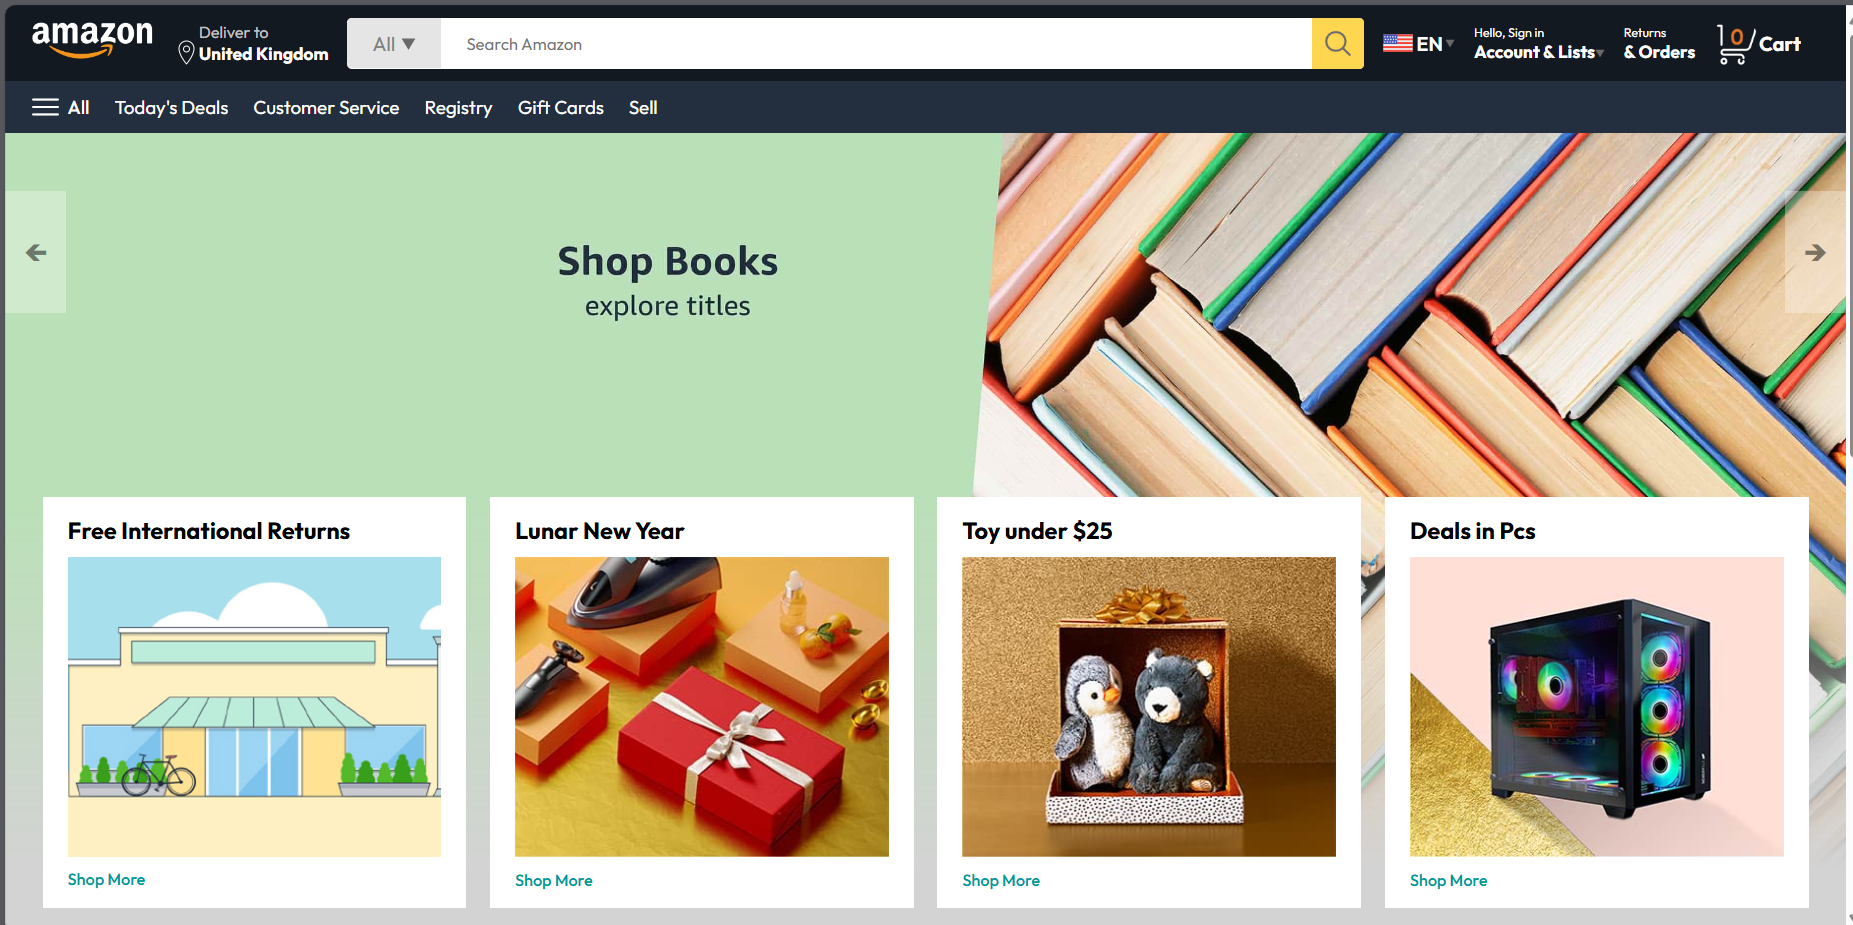 amazon
Deliver to
United Kingdom
All ▼
Search Amazon
EN
Hello, Sign in
Account & Lists
Returns
& Orders
0
Cart
All
Today's Deals
Customer Service
Registry
Gift Cards
Sell
Shop Books
explore titles
Free International Returns
Lunar New Year
Toy under $25
Deals in Pcs
Shop More
Shop More
Shop More
Shop More